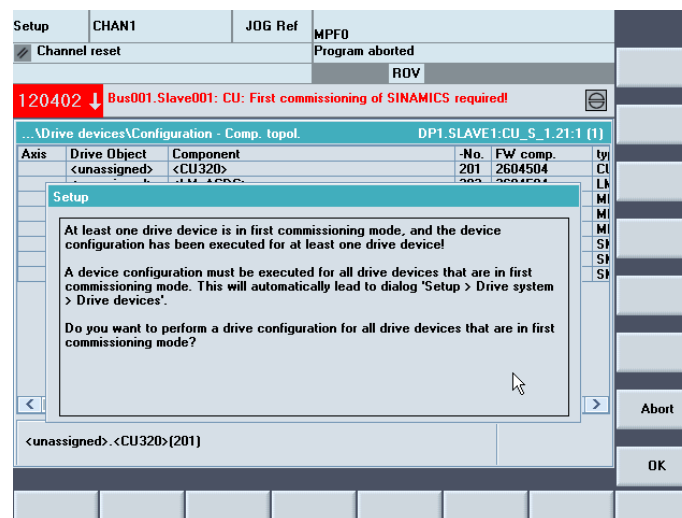 Setup CHAN1 JOG Ref MPF0
Channel reset Program aborted
ROV
120402 ↓ Bus001.Slave001: CU: First commissioning of SINAMICS required!
...\Drive devices\Configuration - Comp. topol. DP1.SLAVE1:CU_S_1.21:1 (1)
Axis Drive Object Component -No. FW comp. ty
<unassigned> <CU320> 201 2604504 CU
Setup
At least one drive device is in first commissioning mode, and the device
configuration has been executed for at least one drive device!
A device configuration must be executed for all drive devices that are in first
commissioning mode. This will automatically lead to dialog 'Setup > Drive system
> Drive devices'.
Do you want to perform a drive configuration for all drive devices that are in first
commissioning mode?
Abort
<unassigned>.<CU320>(201)
OK